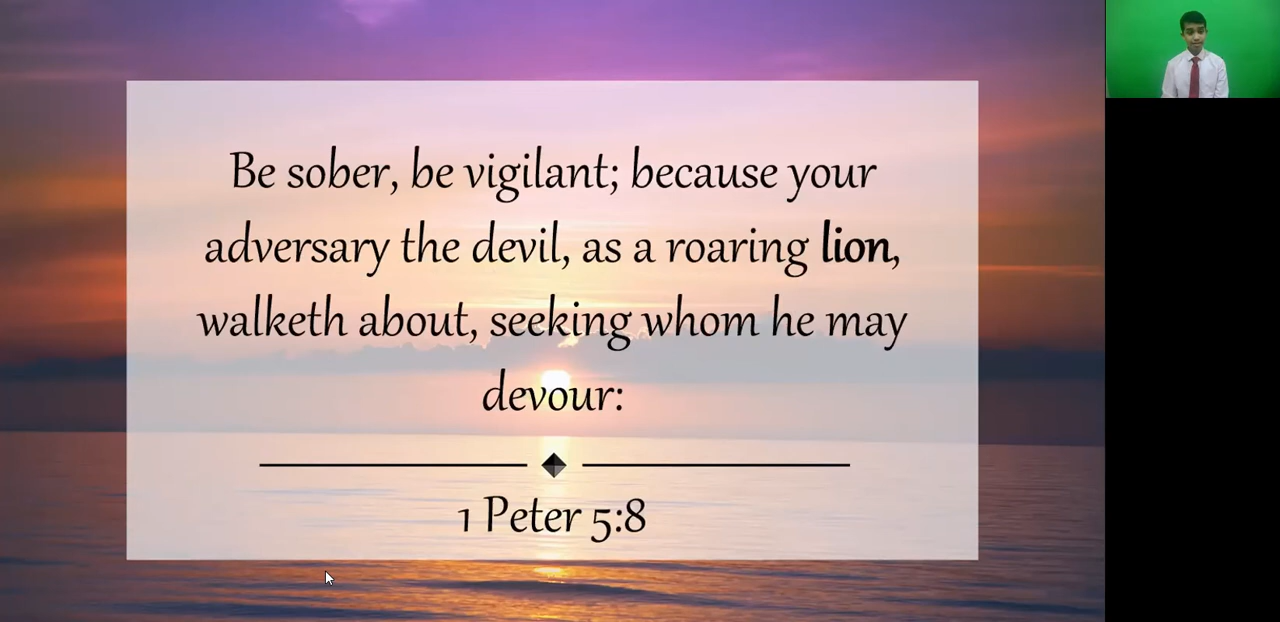 Be sober, be vigilant; because your
adversary the devil, as a roaring lion,
walketh about, seeking whom he may
devour:
1 Peter 5:8